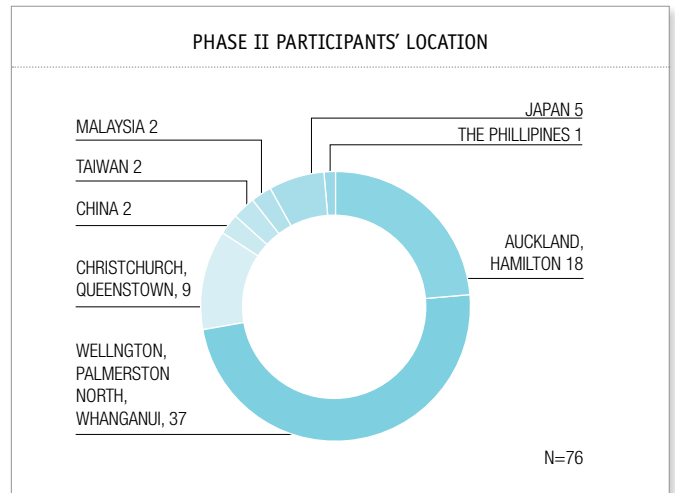 PHASE II PARTICIPANTS' LOCATION
JAPAN 5
THE PHILLIPINES 1
MALAYSIA 2
TAIWAN 2
CHINA 2
AUCKLAND,
HAMILTON 18
CHRISTCHURCH,
QUEENSTOWN, 9
WELLNGTON,
PALMERSTON
NORTH,
WHANGANUI, 37
N=76